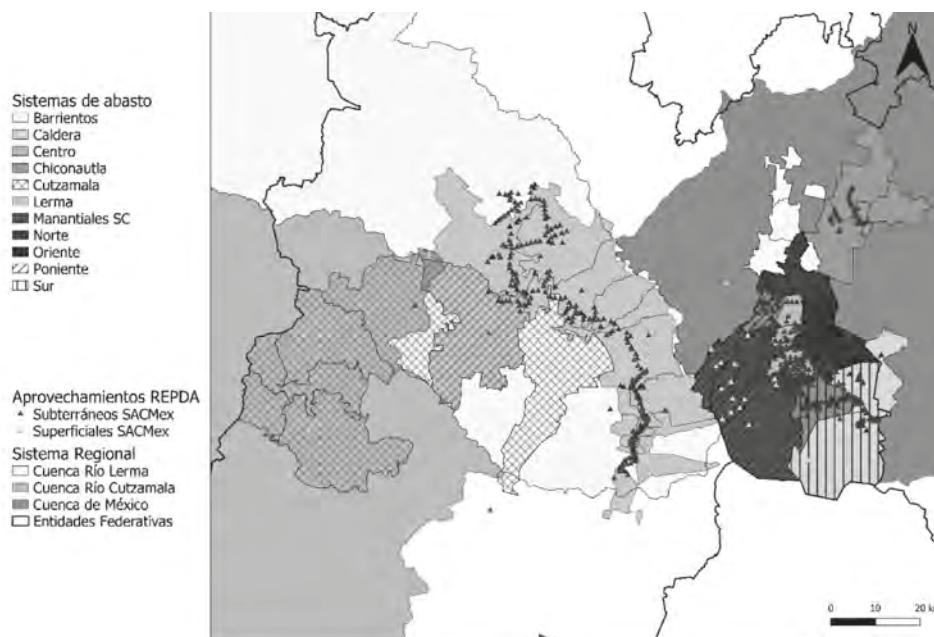 Sistemas de abasto
Barrientos
Caldera
Centro
Chiconautla
Cutzamala
Lerma
Manantiales SC
Norte
Oriente
Poniente
Sur
Aprovechamientos REPDA
Subterráneos SACMex
Superficiales SACMex
Sistema Regional
Cuenca Río Lerma
Cuenca Río Cutzamala
Cuenca de México
Entidades Federativas
N
0 10 20 k